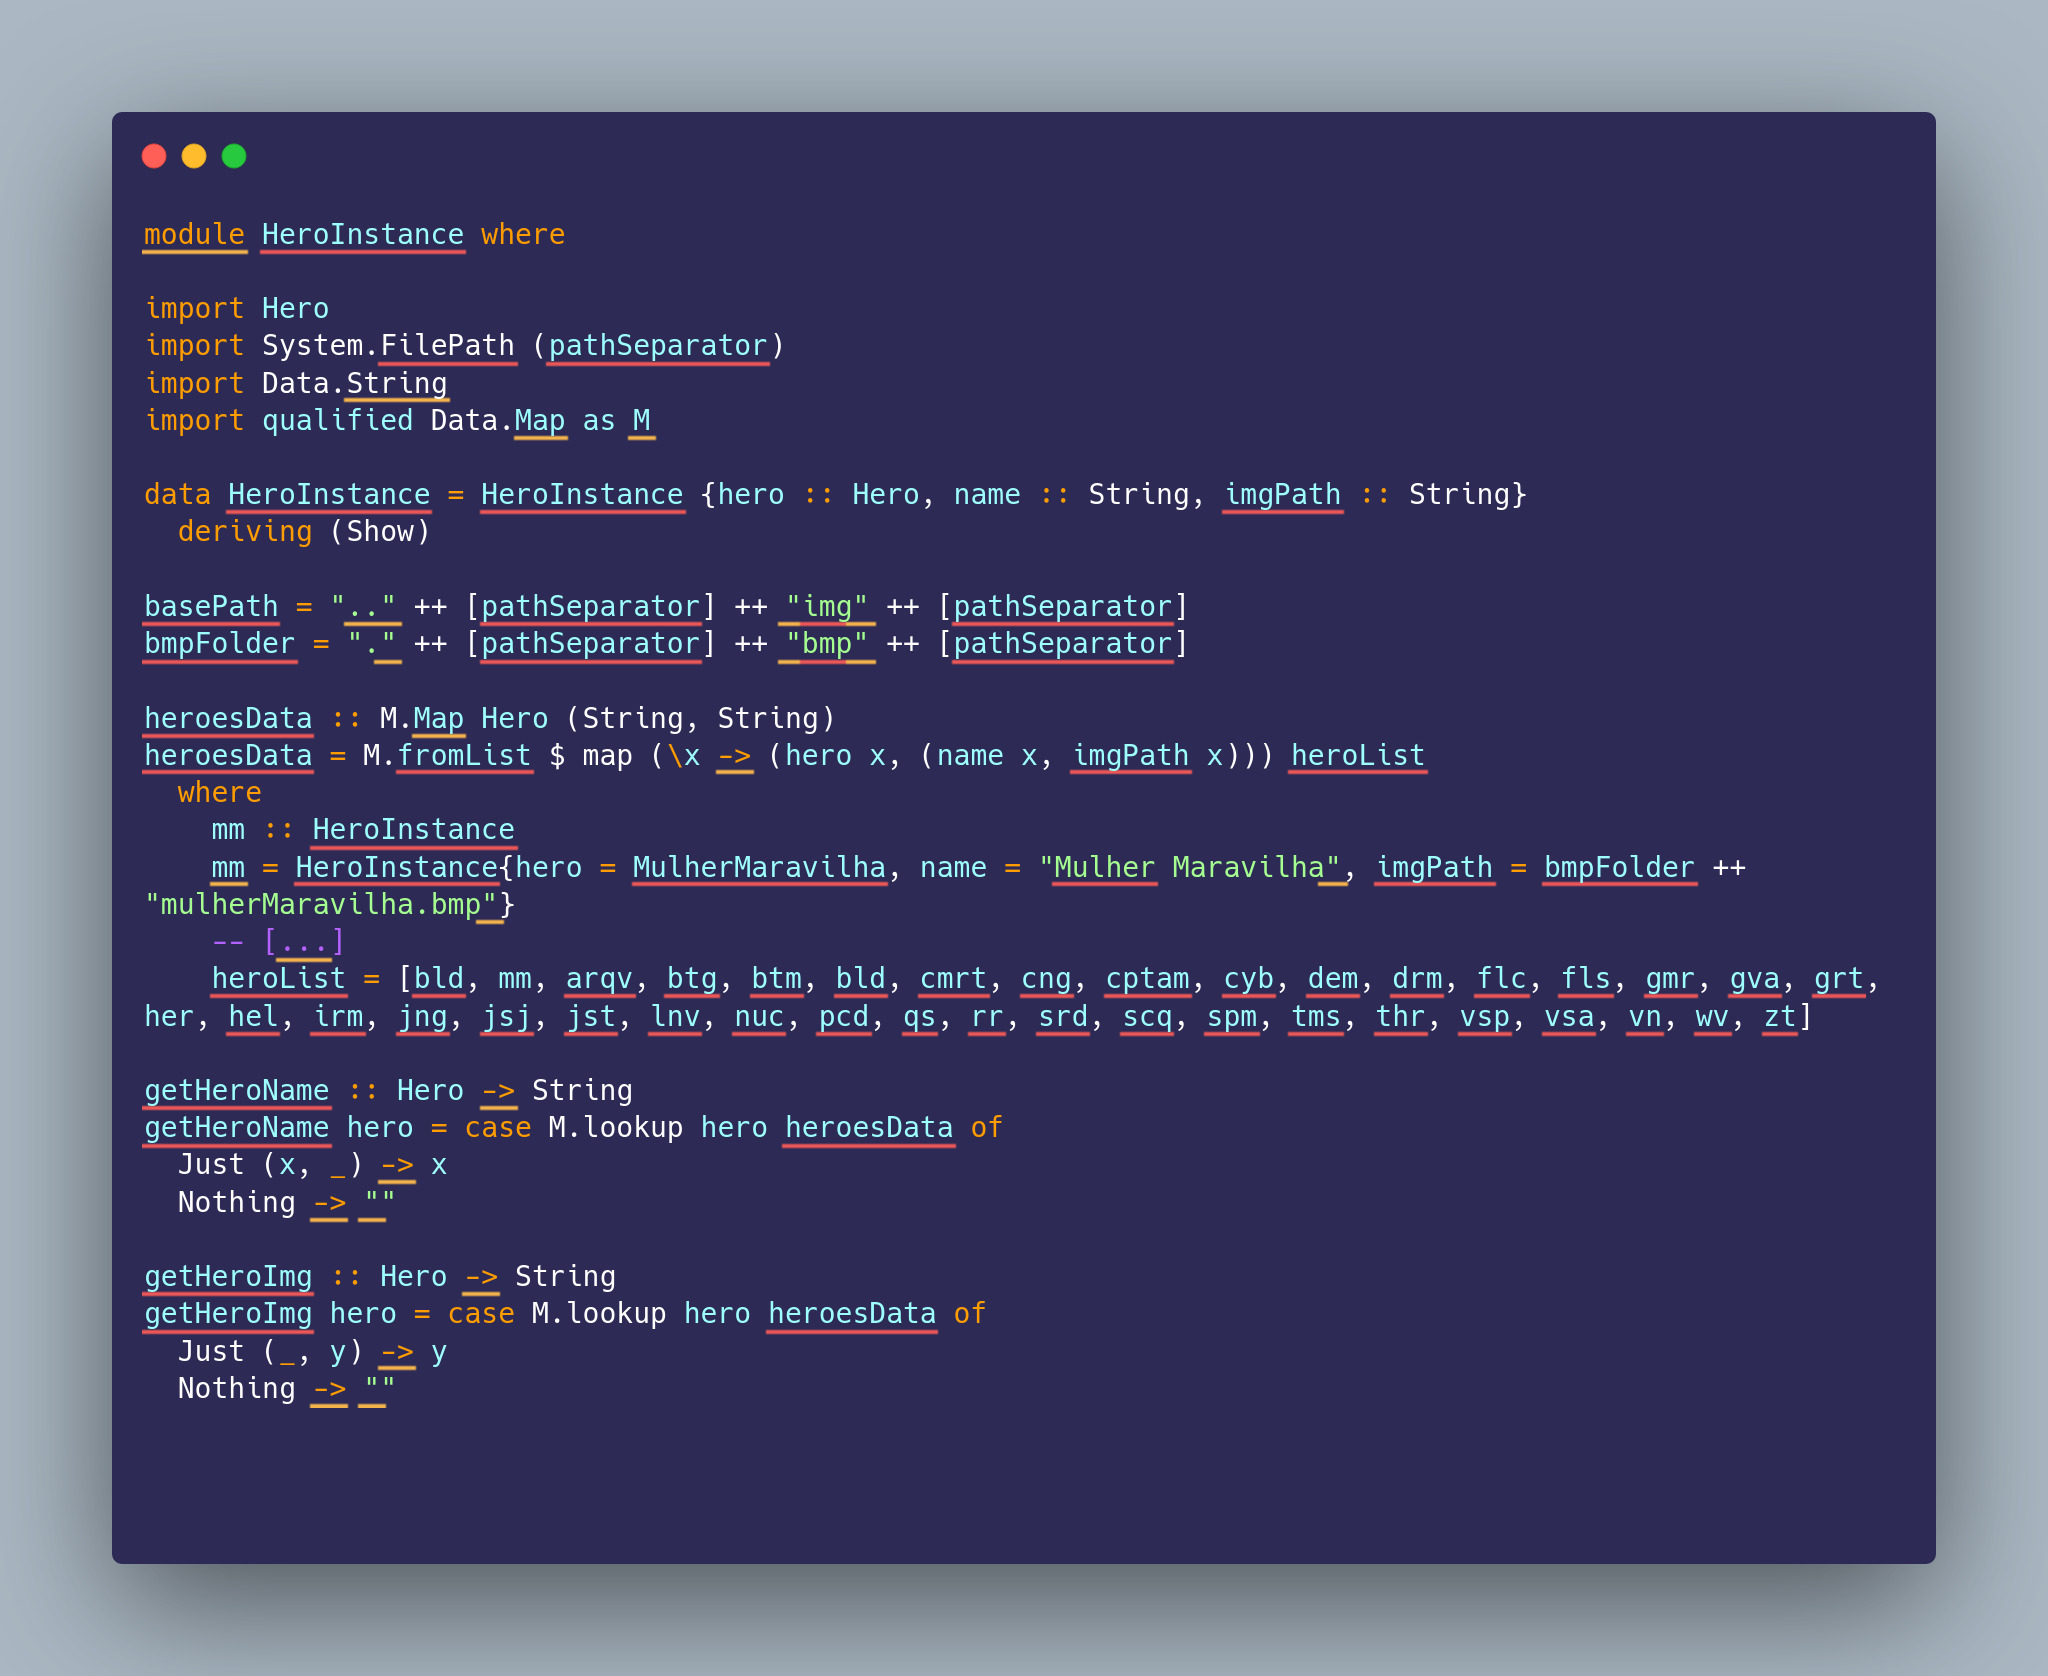 module HeroInstance where
import Hero
import System.FilePath (pathSeparator)
import Data.String
import qualified Data.Map as M
data HeroInstance = HeroInstance {hero :: Hero, name :: String, imgPath :: String}
deriving (Show)
basePath = ".." ++ [pathSeparator] ++ "img" ++ [pathSeparator]
bmpFolder = "." ++ [pathSeparator] ++ "bmp" ++ [pathSeparator]
heroesData :: M.Map Hero (String, String)
heroesData = M.fromList $ map (\x -> (hero x, (name x, imgPath x))) heroList
where
mm :: HeroInstance
mm = HeroInstance{hero = MulherMaravilha, name = "Mulher Maravilha", imgPath = bmpFolder ++
"mulherMaravilha.bmp"}
-- [...]
heroList = [bld, mm, arqv, btg, btm, bld, cmrt, cng, cptam, cyb, dem, drm, flc, fls, gmr, gva, grt,
her, hel, irm, jng, jsj, jst, lnv, nuc, pcd, qs, rr, srd, scq, spm, tms, thr, vsp, vsa, vn, wv, zt]
getHeroName :: Hero -> String
getHeroName hero = case M.lookup hero heroesData of
Just (x, _) -> x
Nothing -> ""
getHeroImg :: Hero -> String
getHeroImg hero = case M.lookup hero heroesData of
Just (_, y) -> y
Nothing -> ""